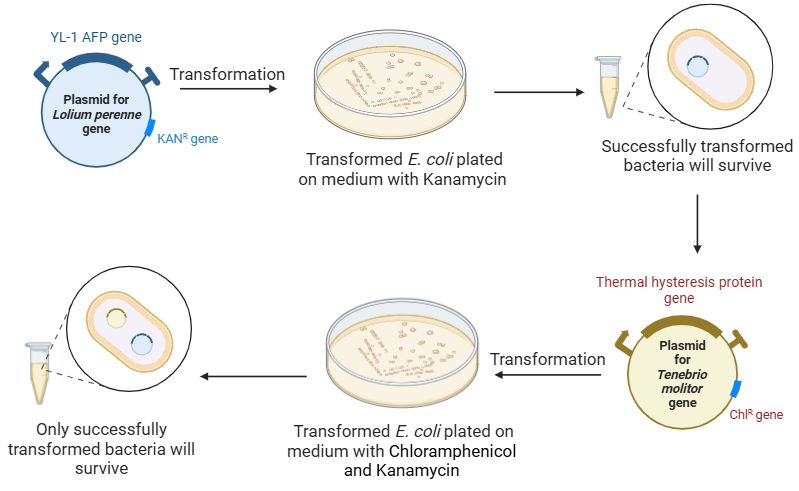 YL-1 AFP gene
Plasmid for
Lolium perenne
gene
KANᴿ gene
Transformation
Transformed E. coli plated
on medium with Kanamycin
Successfully transformed
bacteria will survive
Thermal hysteresis protein
gene
Plasmid
for
Tenebrio
molitor
gene
Chlᴿ gene
Transformation
Transformed E. coli plated on
medium with Chloramphenicol
and Kanamycin
Only successfully
transformed bacteria will
survive